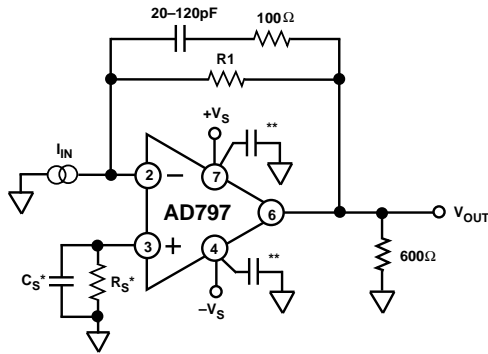 20–120pF
100Ω
R1
+VS
**
IIN
2
–
7
AD797
6
VOUT
3
+
4
**
600Ω
CS*
RS*
–VS